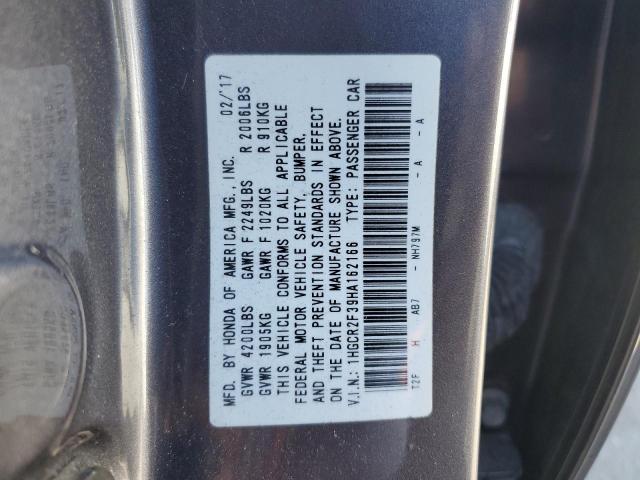 MFD. BY HONDA OF AMERICA MFG., INC. 02/'17
GVWR 4200LBS GAWR F 2249LBS R 2006LBS
GVWR 1905KG GAWR F 1020KG R 910KG
THIS VEHICLE CONFORMS TO ALL APPLICABLE
FEDERAL MOTOR VEHICLE SAFETY, BUMPER,
AND THEFT PREVENTION STANDARDS IN EFFECT
ON THE DATE OF MANUFACTURE SHOWN ABOVE.
V.I.N.: 1HGCR2F39HA162166 TYPE: PASSENGER CAR
T2F H AB7 - NH797M - A - A